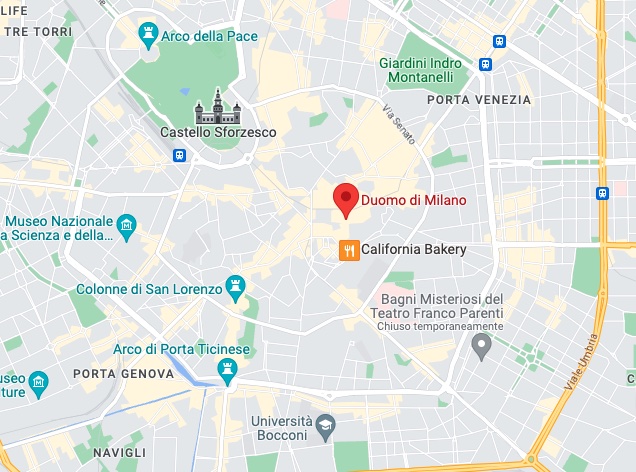 LIFE
TRE TORRI
Arco della Pace
Giardini Indro
Montanelli
PORTA VENEZIA
Via Senato
Castello Sforzesco
Duomo di Milano
Museo Nazionale
a Scienza e della...
California Bakery
Colonne di San Lorenzo
Bagni Misteriosi del
Teatro Franco Parenti
Chiuso temporaneamente
Arco di Porta Ticinese
Viale Umbria
PORTA GENOVA
useo
ture
Università
Bocconi
NAVIGLI